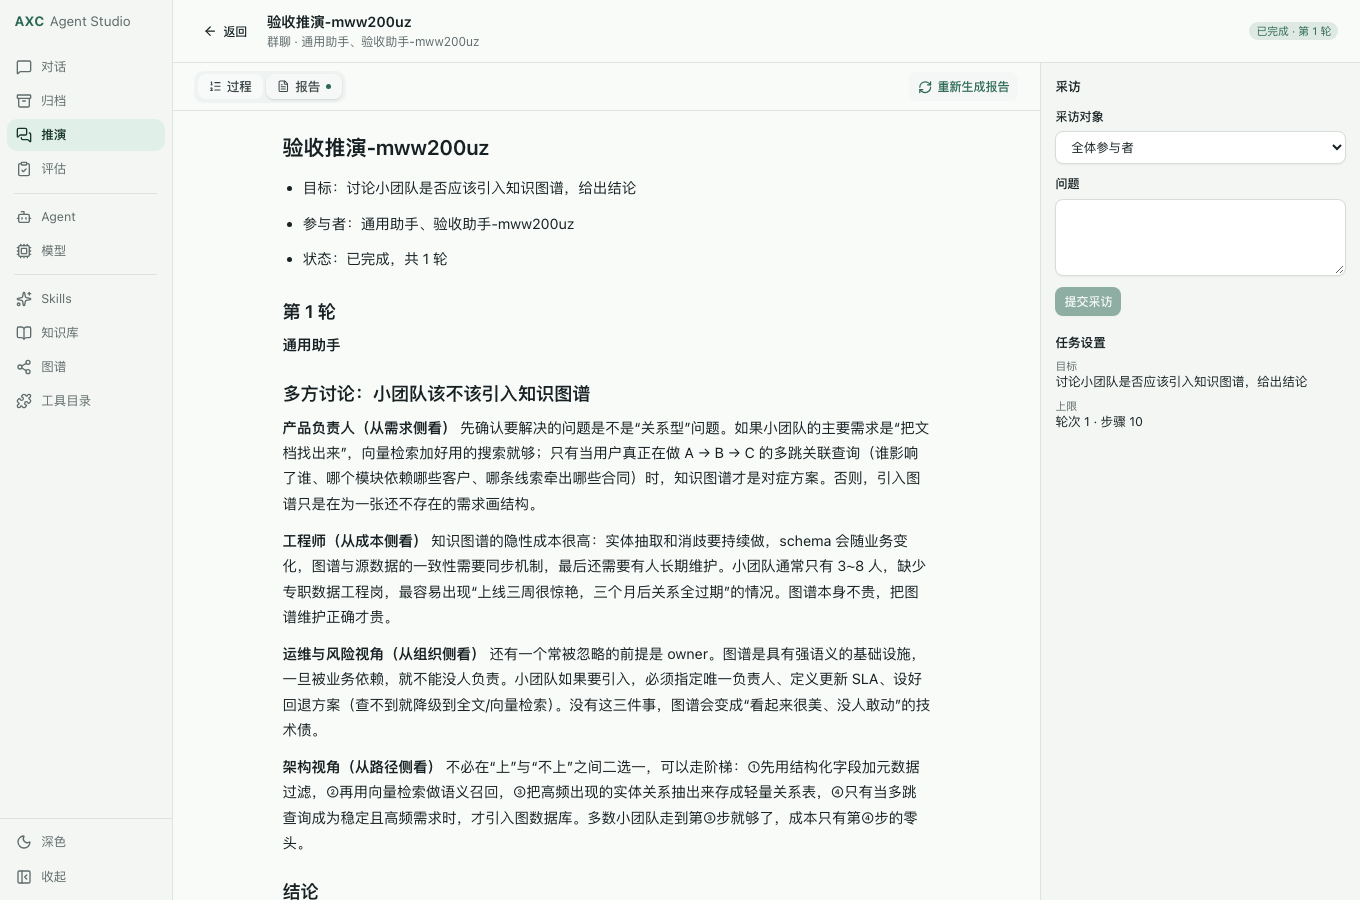 AXC Agent Studio
对话
归档
推演
评估
Agent
模型
Skills
知识库
图谱
工具目录
深色
收起
返回
验收推演-mww200uz
群聊 · 通用助手、验收助手-mww200uz
已完成 · 第 1 轮
过程
报告
重新生成报告
验收推演-mww200uz
• 目标：讨论小团队是否应该引入知识图谱，给出结论
• 参与者：通用助手、验收助手-mww200uz
• 状态：已完成，共 1 轮
第 1 轮
通用助手
多方讨论：小团队该不该引入知识图谱
产品负责人（从需求侧看） 先确认要解决的问题是不是“关系型”问题。如果小团队的主要需求是“把文
档找出来”，向量检索加好用的搜索就够；只有当用户真正在做 A → B → C 的多跳关联查询（谁影响
了谁、哪个模块依赖哪些客户、哪条线索牵出哪些合同）时，知识图谱才是对症方案。否则，引入图
谱只是在为一张还不存在的需求画结构。
工程师（从成本侧看） 知识图谱的隐性成本很高：实体抽取和消歧要持续做，schema 会随业务变
化，图谱与源数据的一致性需要同步机制，最后还需要有人长期维护。小团队通常只有 3~8 人，缺少
专职数据工程岗，最容易出现“上线三周很惊艳，三个月后关系全过期”的情况。图谱本身不贵，把图
谱维护正确才贵。
运维与风险视角（从组织侧看） 还有一个常被忽略的前提是 owner。图谱是具有强语义的基础设施，
一旦被业务依赖，就不能没人负责。小团队如果要引入，必须指定唯一负责人、定义更新 SLA、设好
回退方案（查不到就降级到全文/向量检索）。没有这三件事，图谱会变成“看起来很美、没人敢动”的技
术债。
架构视角（从路径侧看） 不必在“上”与“不上”之间二选一，可以走阶梯：①先用结构化字段加元数据
过滤，②再用向量检索做语义召回，③把高频出现的实体关系抽出来存成轻量关系表，④只有当多跳
查询成为稳定且高频需求时，才引入图数据库。多数小团队走到第③步就够了，成本只有第④步的零
头。
结论
采访
采访对象
全体参与者
问题
提交采访
任务设置
目标
讨论小团队是否应该引入知识图谱，给出结论
上限
轮次 1 · 步骤 10